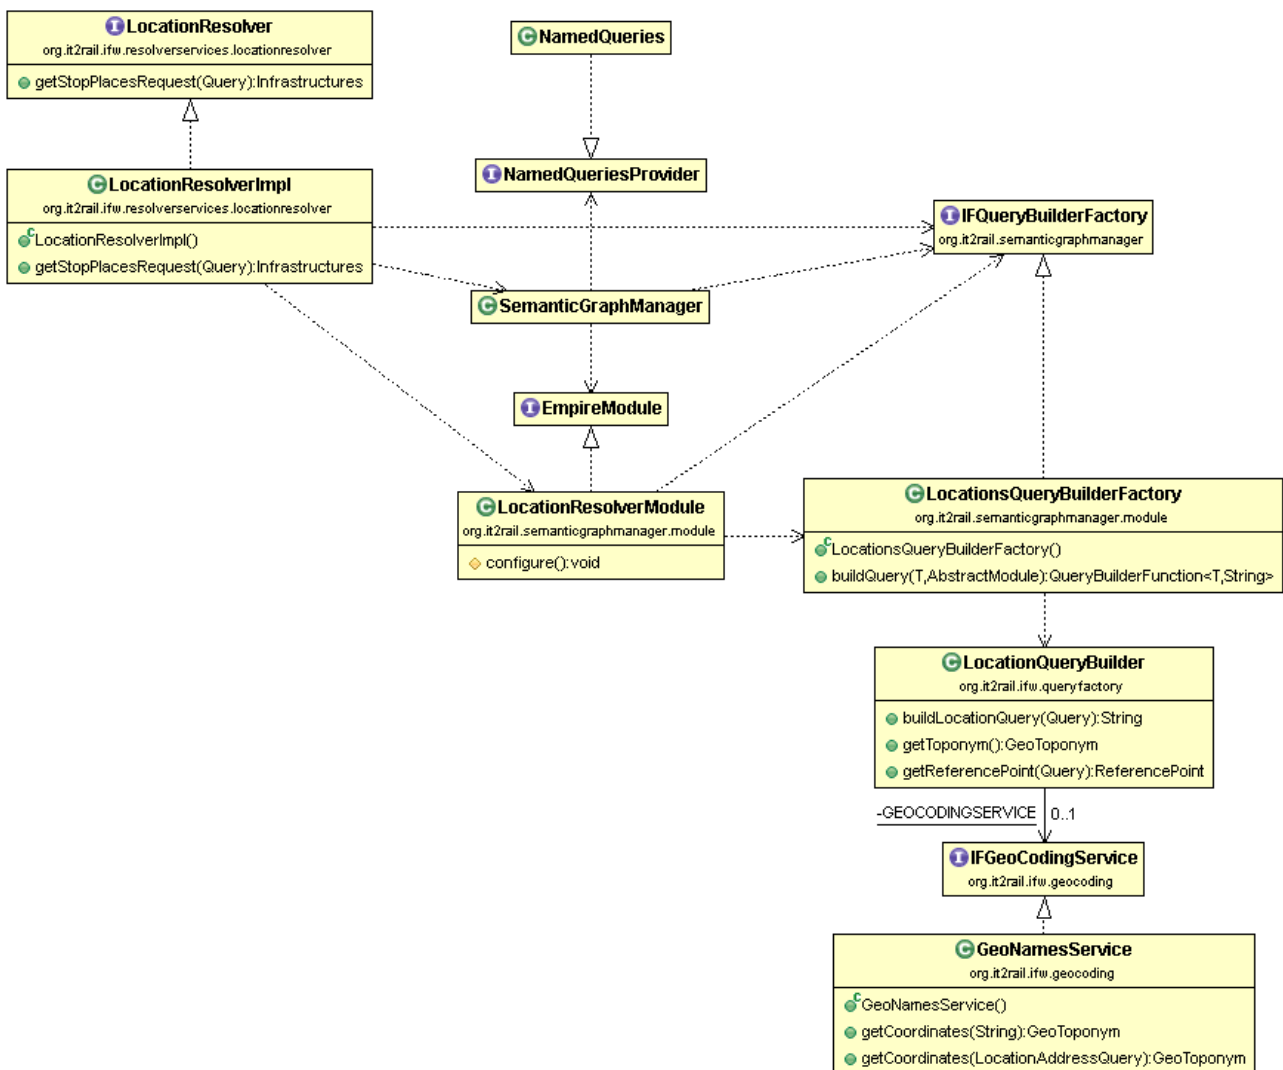 LocationResolver
org.it2rail.ifw.resolverservices.locationresolver
getStopPlacesRequest(Query):Infrastructures
NamedQueries
LocationResolverImpl
org.it2rail.ifw.resolverservices.locationresolver
LocationResolverImpl()
getStopPlacesRequest(Query):Infrastructures
NamedQueriesProvider
IFQueryBuilderFactory
org.it2rail.semanticgraphmanager
SemanticGraphManager
EmpireModule
LocationResolverModule
org.it2rail.semanticgraphmanager.module
configure():void
LocationsQueryBuilderFactory
org.it2rail.semanticgraphmanager.module
LocationsQueryBuilderFactory()
buildQuery(T,AbstractModule):QueryBuilderFunction<T,String>
LocationQueryBuilder
org.it2rail.ifw.queryfactory
buildLocationQuery(Query):String
getToponym():GeoToponym
getReferencePoint(Query):ReferencePoint
-GEOCODINGSERVICE 0..1
IFGeoCodingService
org.it2rail.ifw.geocoding
GeoNamesService
org.it2rail.ifw.geocoding
GeoNamesService()
getCoordinates(String):GeoToponym
getCoordinates(LocationAddressQuery):GeoToponym